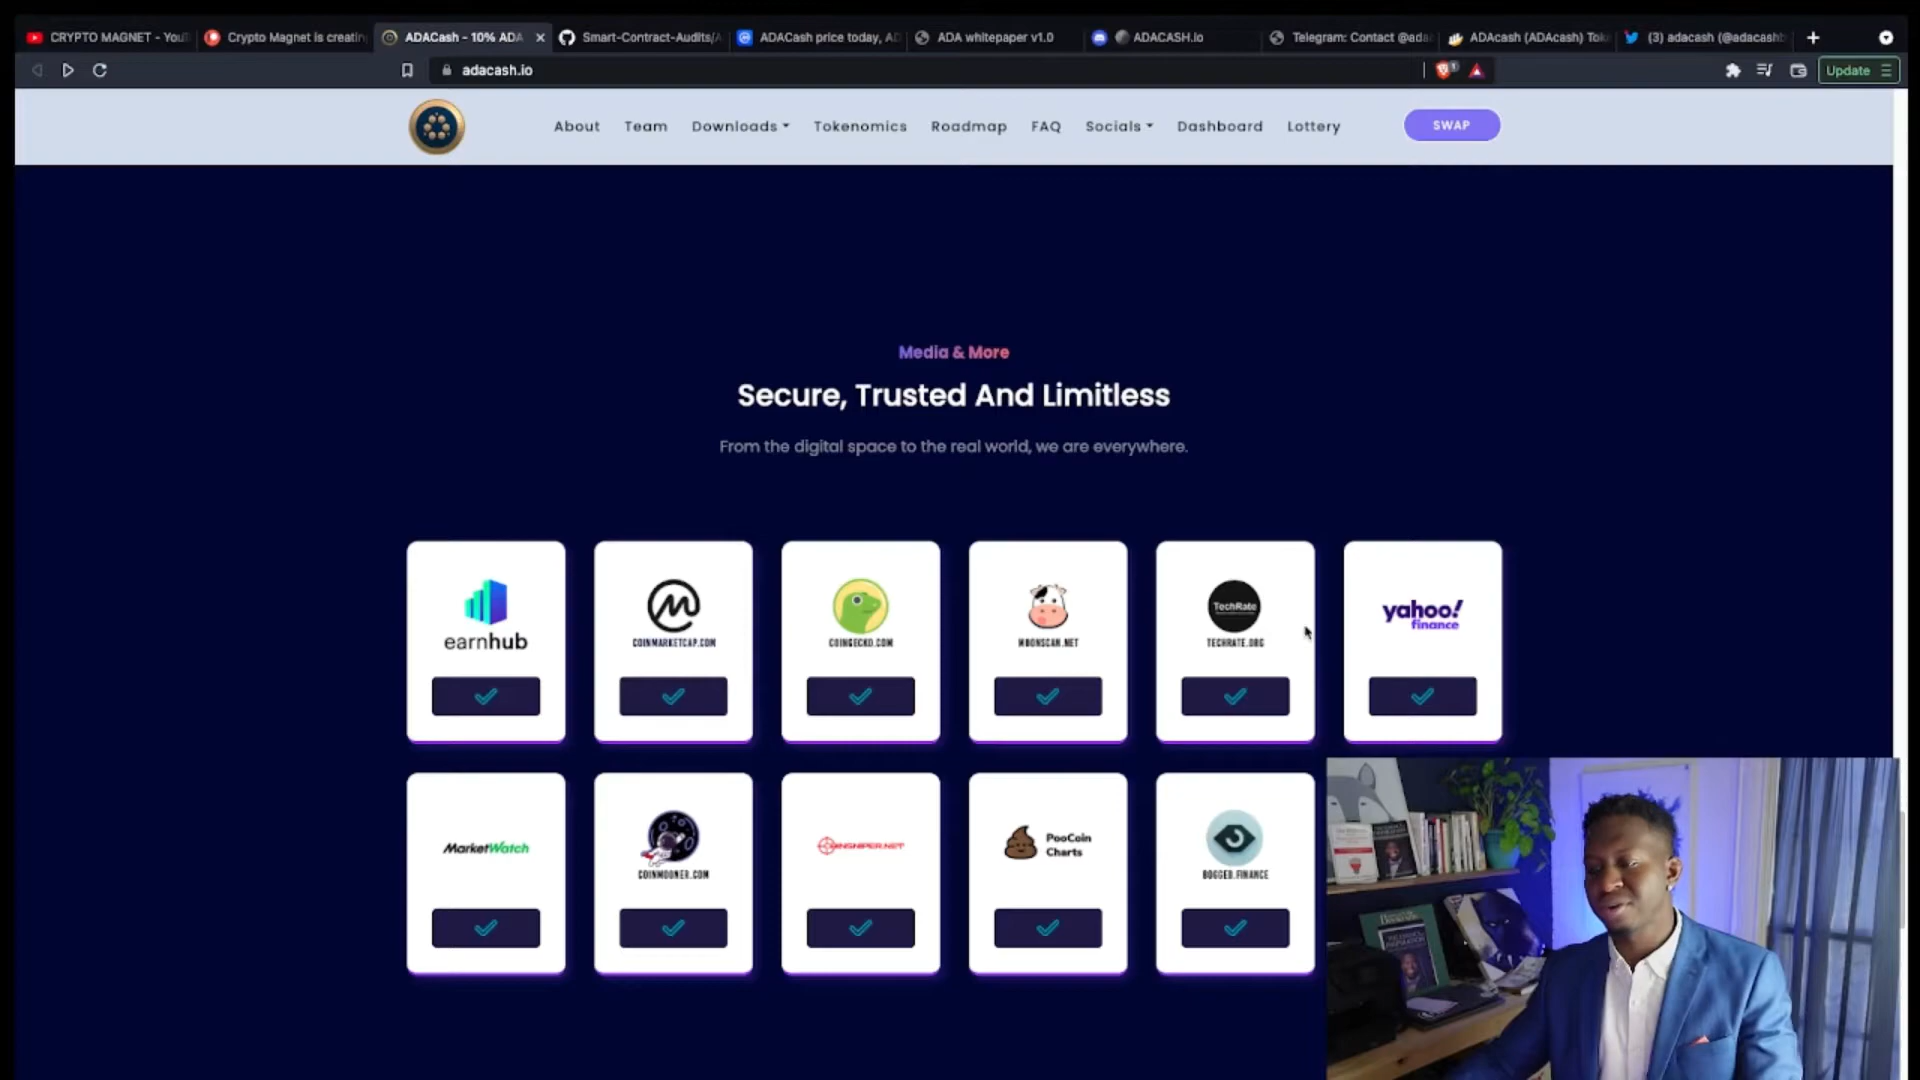 CRYPTO MAGNET - You
Crypto Magnet is creatin
ADACash - 10% ADA
Smart-Contract-Audits/A
ADACash price today, AD
ADA whitepaper v1.0
ADACASH.io
Telegram: Contact @ada
ADAcash (ADAcash) To
(3) adacash (@adacash
adacash.io
Update
About
Team
Downloads
Tokenomics
Roadmap
FAQ
Socials
Dashboard
Lottery
SWAP
Media & More
Secure, Trusted And Limitless
From the digital space to the real world, we are everywhere.
earnhub
COINMARKETCAP.COM
COINGECKO.COM
MOONSCAN.NET
TechRate
TECHRATE.ORG
yahoo!
finance
MarketWatch
COINMOONER.COM
COINSNIPER.NET
PooCoin
Charts
BOGGED.FINANCE